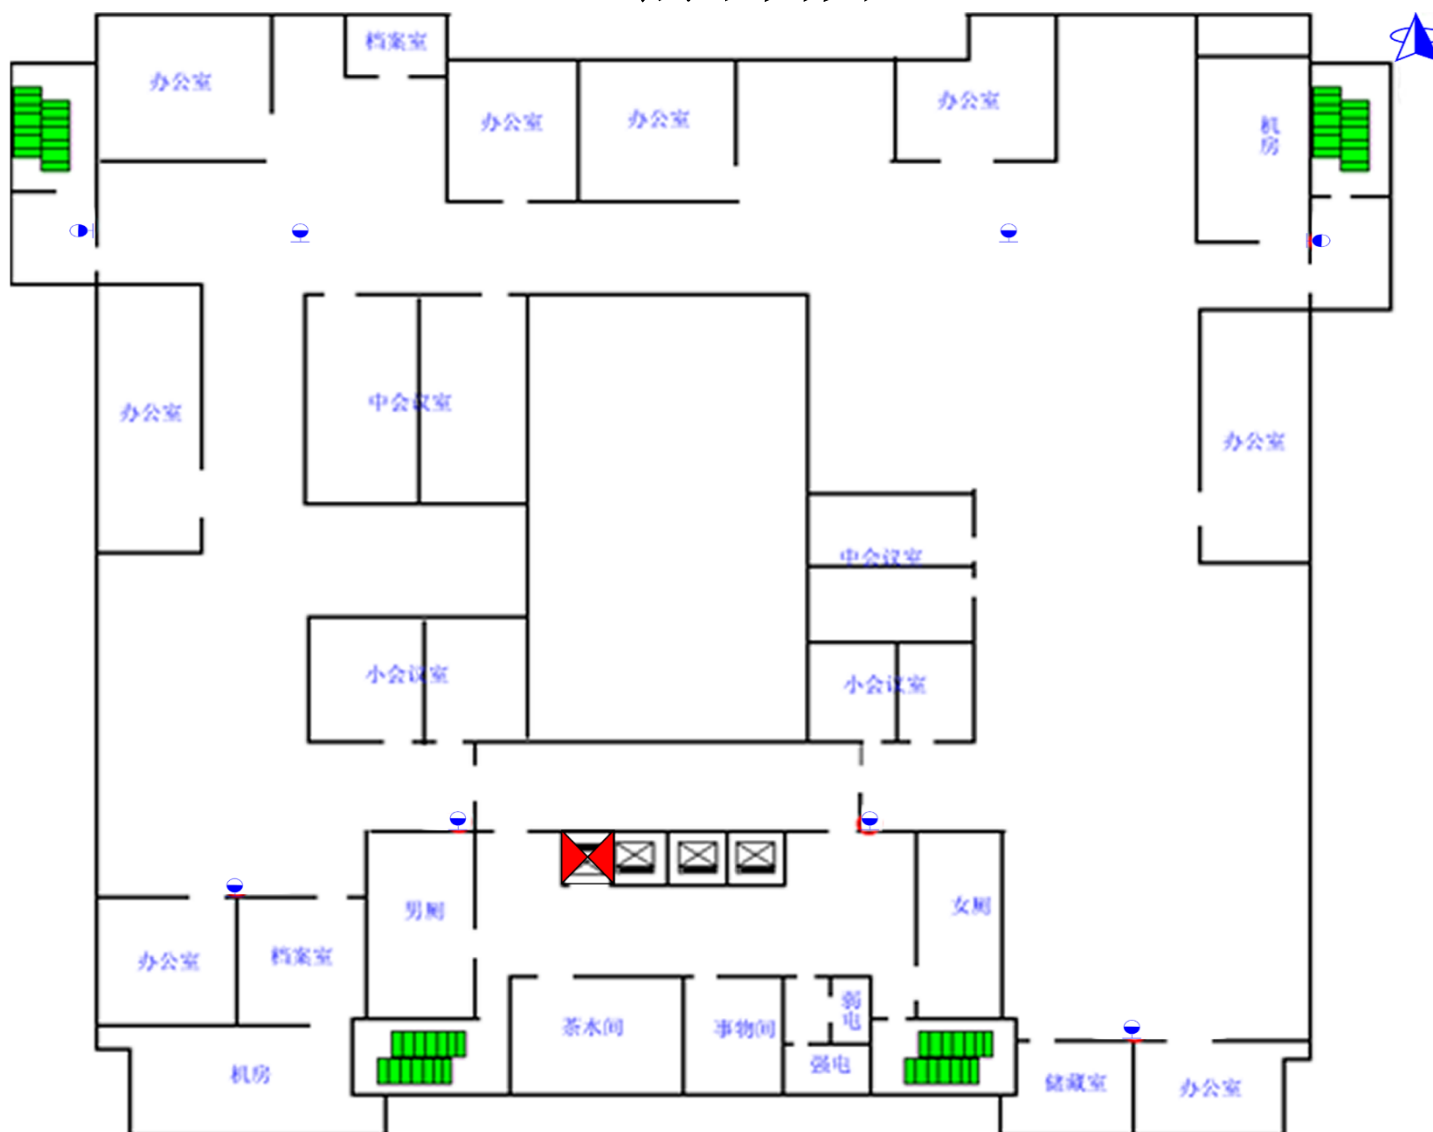 档案室
办公室
办公室
办公室
办公室
机房
中会议室
办公室
办公室
中会议室
小会议室
小会议室
男厕
女厕
办公室
档案室
弱电
茶水间
事物间
强电
机房
储藏室
办公室